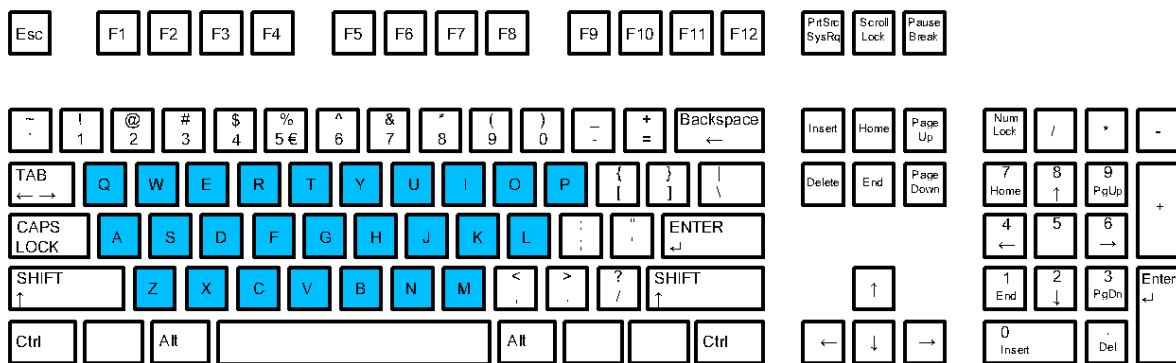 Esc F1 F2 F3 F4 F5 F6 F7 F8 F9 F10 F11 F12 PrtSrc SysRq Scroll Lock Pause Break
~ ` ! 1 @ 2 # 3 $ 4 % 5 € ^ 6 & 7 * 8 ( 9 ) 0 _ - + = Backspace ← Insert Home Page Up Num Lock / * -
TAB ← → Q W E R T Y U I O P { [ } ] | \ Delete End Page Down 7 Home 8 ↑ 9 PgUp +
CAPS LOCK A S D F G H J K L : ; " ' ENTER ↵ 4 ← 5 6 →
SHIFT ↑ Z X C V B N M < , > . ? / SHIFT ↑ ↑ 1 End 2 ↓ 3 PgDn Enter ↵
Ctrl Alt Alt Ctrl ← ↓ → 0 Insert . Del